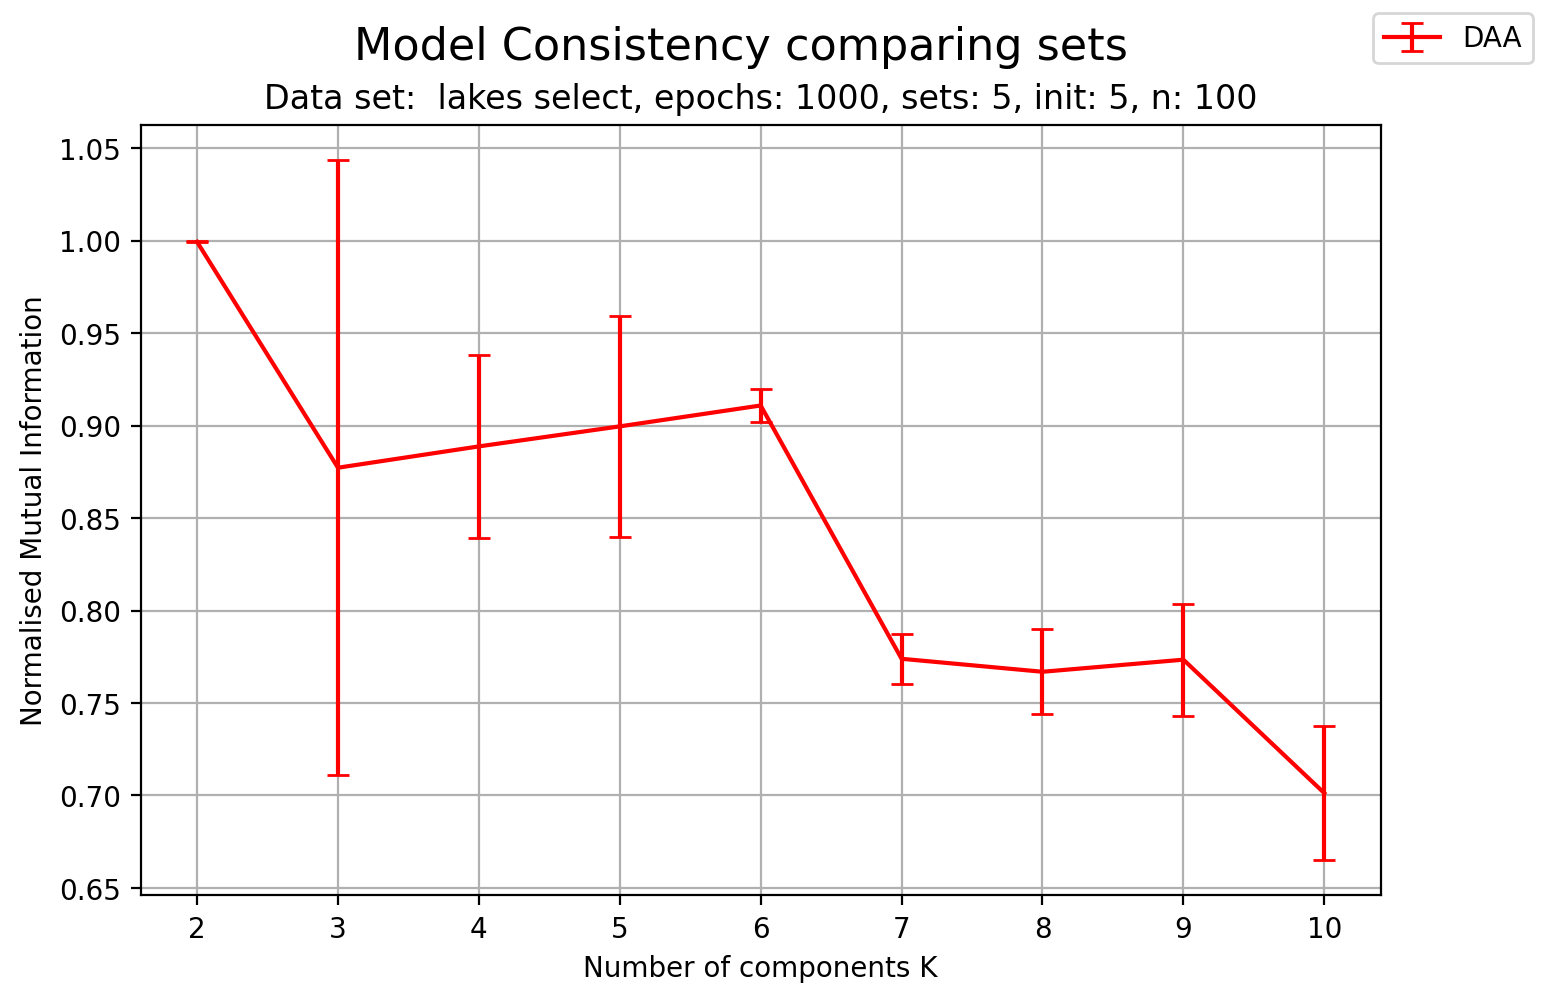 Model Consistency comparing sets
DAA
Data set:  lakes select, epochs: 1000, sets: 5, init: 5, n: 100
Normalised Mutual Information
1.05
1.00
0.95
0.90
0.85
0.80
0.75
0.70
0.65
2 3 4 5 6 7 8 9 10
Number of components K